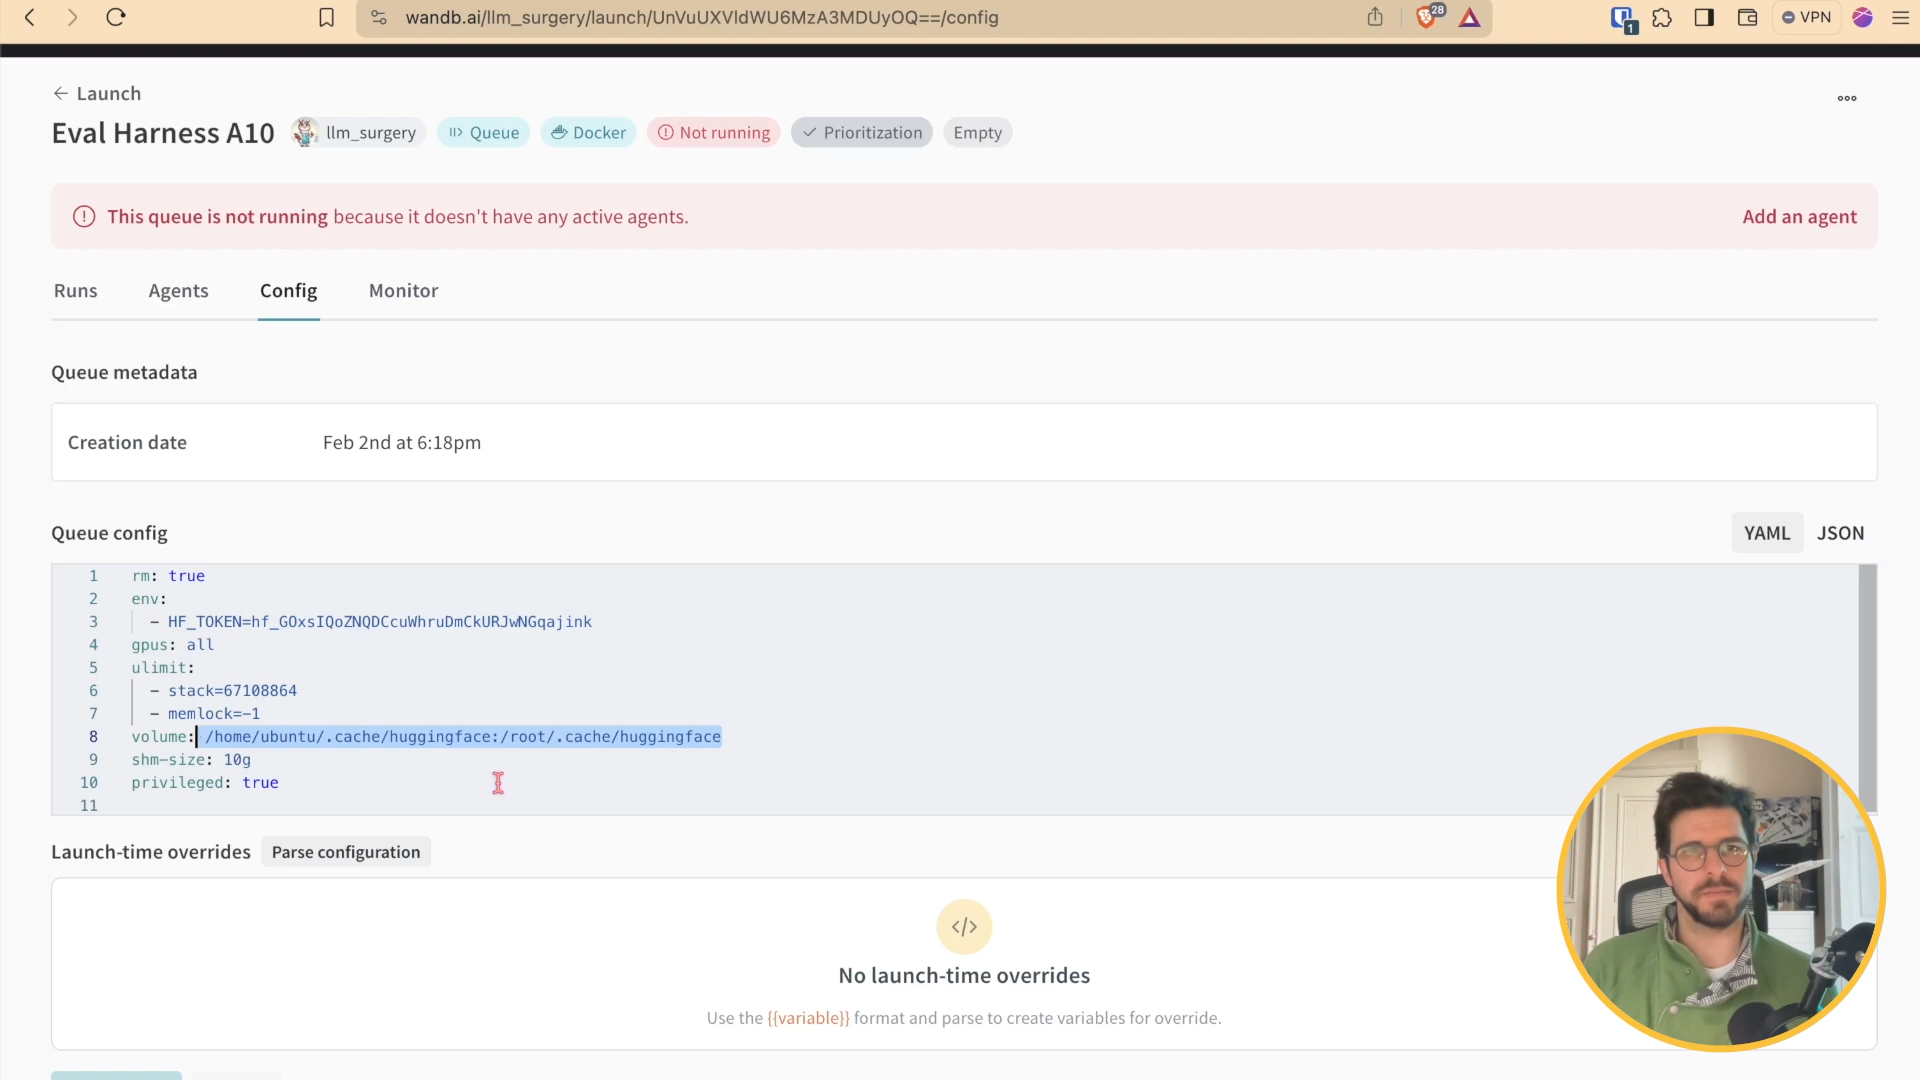 wandb.ai/llm_surgery/launch/UnVuUXVldWU6MzA3MDUyOQ==/config
28
1
VPN
← Launch
Eval Harness A10 llm_surgery Queue Docker Not running Prioritization Empty
This queue is not running because it doesn't have any active agents. Add an agent
Runs Agents Config Monitor
Queue metadata
Creation date Feb 2nd at 6:18pm
Queue config YAML JSON
1 rm: true
2 env:
3 - HF_TOKEN=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
4 gpus: all
5 ulimit:
6 - stack=67108864
7 - memlock=-1
8 volume: /home/ubuntu/.cache/huggingface:/root/.cache/huggingface
9 shm-size: 10g
10 privileged: true
11
Launch-time overrides Parse configuration
</>
No launch-time overrides
Use the {{variable}} format and parse to create variables for override.